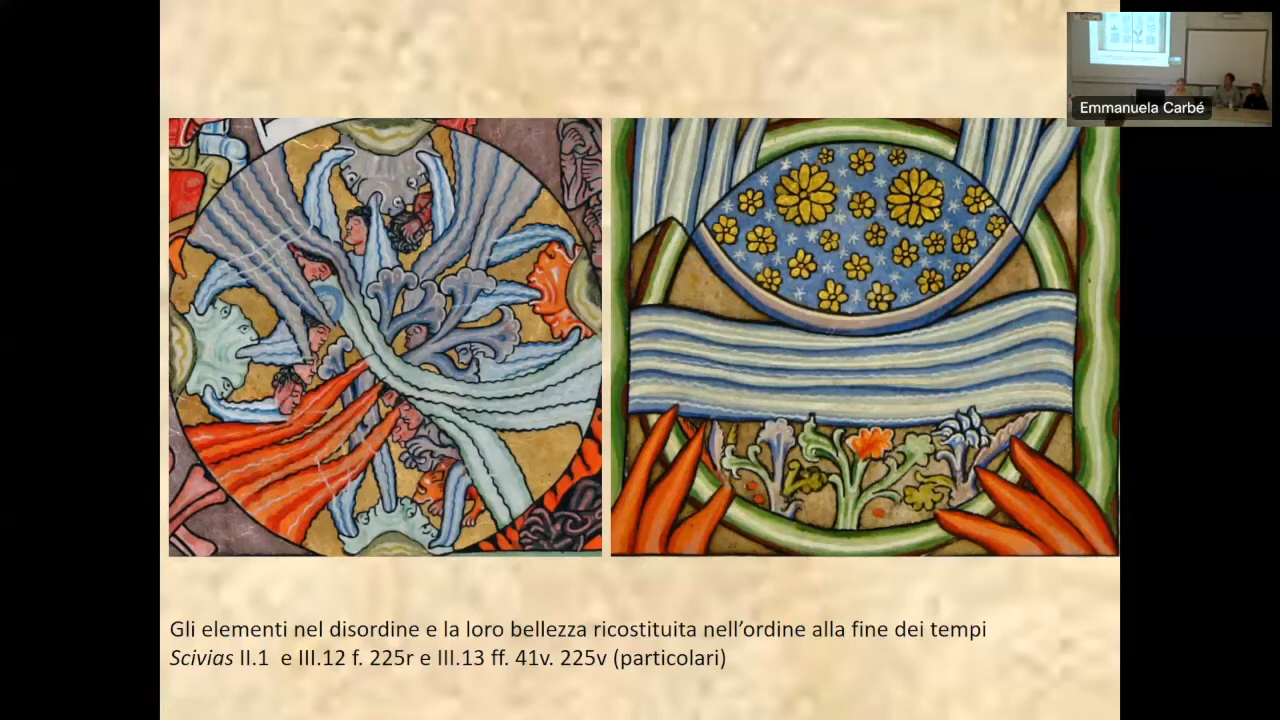 Emmanuela Carbé
Gli elementi nel disordine e la loro bellezza ricostituita nell’ordine alla fine dei tempi
Scivias II.1 e III.12 f. 225r e III.13 ff. 41v. 225v (particolari)